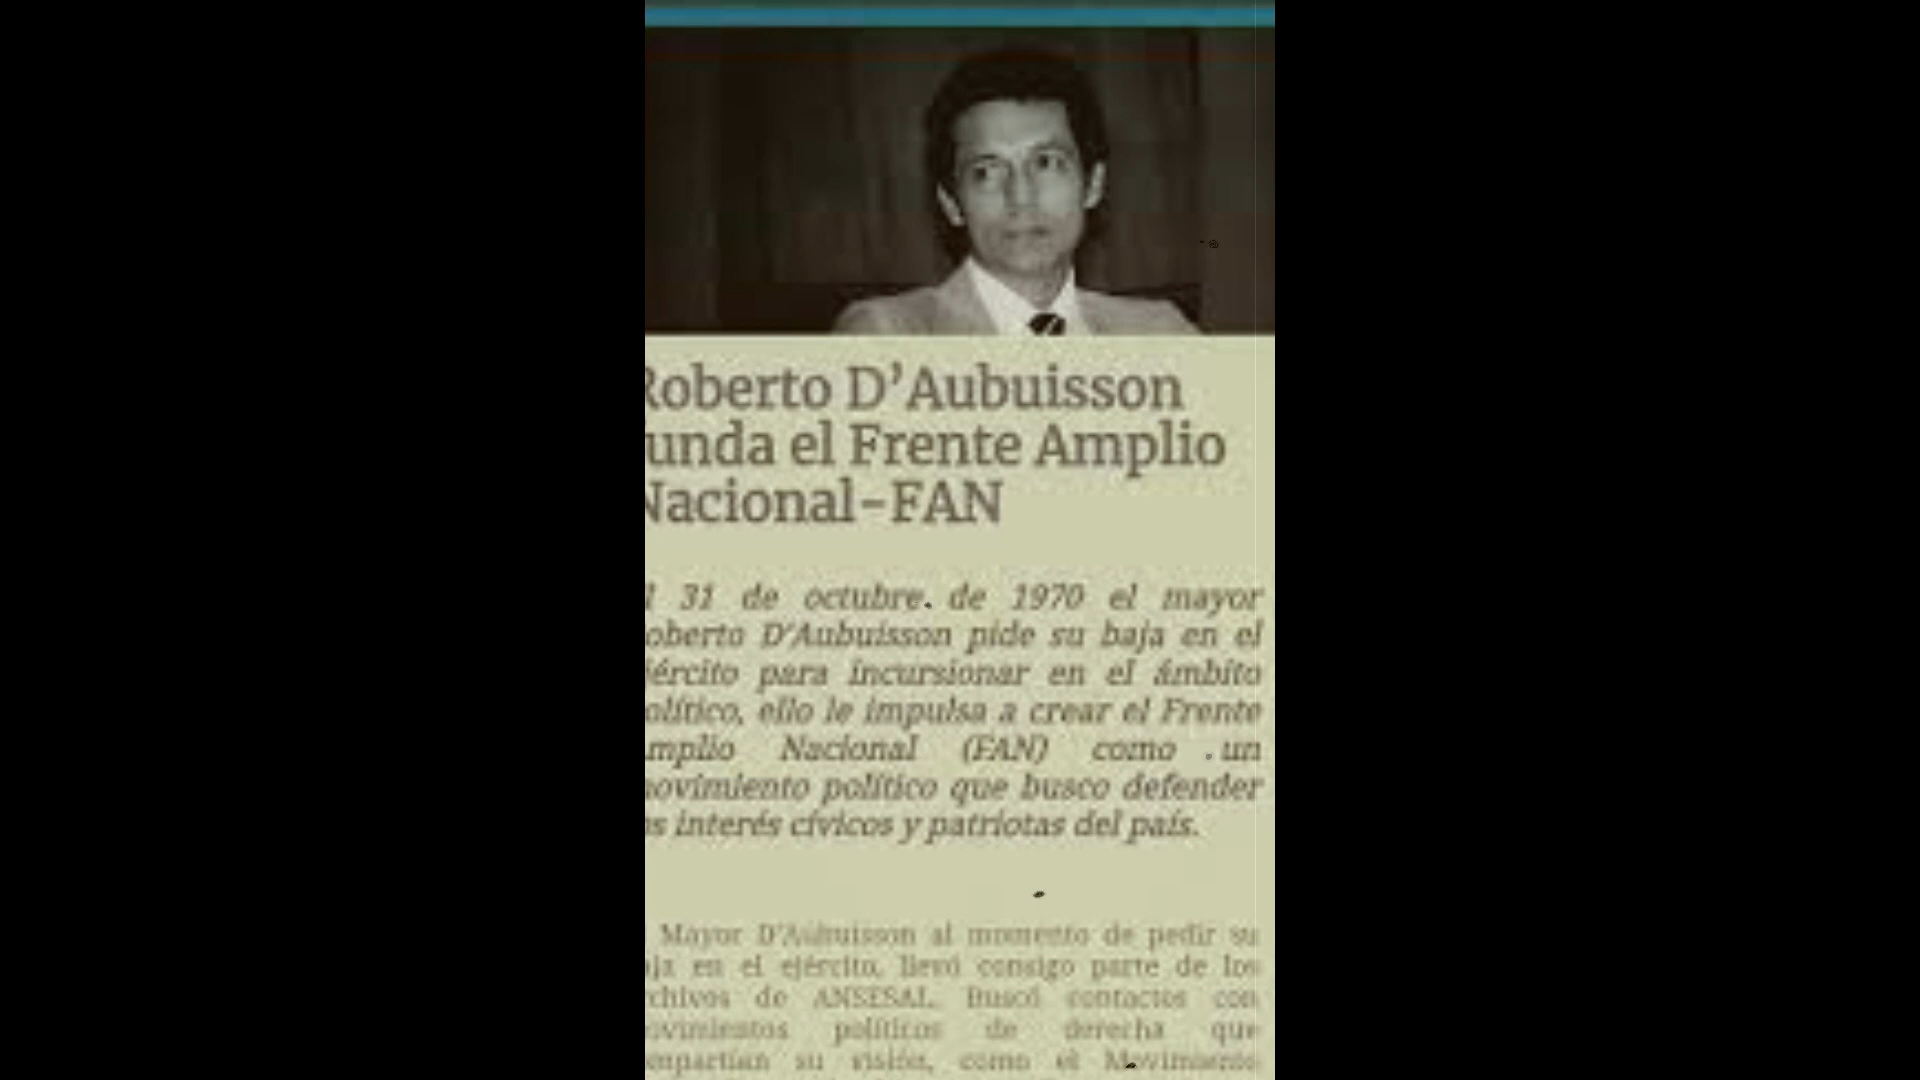 Roberto D'Aubuisson
unda el Frente Amplio
Nacional-FAN
l 31 de octubre de 1970 el mayor
oberto D'Aubuisson pide su baja en el
jército para incursionar en el ámbito
olítico, ello le impulsa a crear el Frente
mplio Nacional (FAN) como un
ovimiento político que busco defender
os interés cívicos y patriotas del país.
Mayor D'Aubuisson al momento de pedir su
aja en el ejército, llevó consigo parte de los
rchivos de ANSESAL. Buscó contactos con
ovimientos políticos de derecha que
ompartían su visión, como el Movimiento